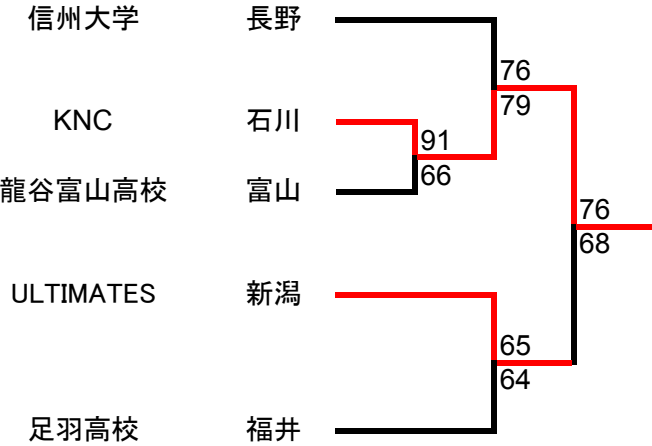 信州大学 長野
76
79
KNC 石川
91
66
龍谷富山高校 富山
76
68
ULTIMATES 新潟
65
64
足羽高校 福井